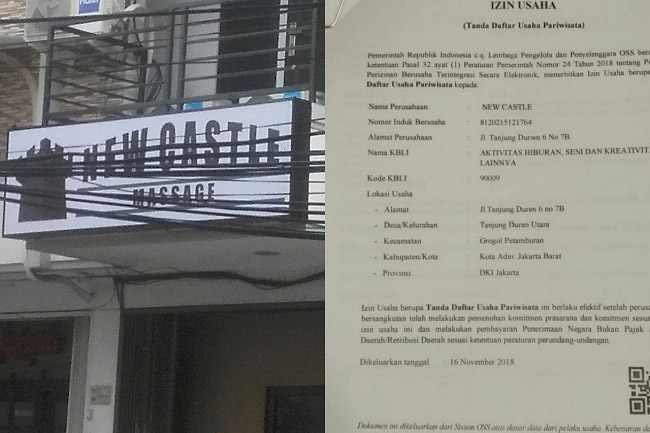 NEW CASTLE
MASSAGE
IZIN USAHA
(Tanda Daftar Usaha Pariwisata)
Pemerintah Republik Indonesia c.q. Lembaga Pengelola dan Penyelenggara OSS
ketentuan Pasal 32 ayat (1) Peraturan Pemerintah Nomor 24 Tahun 2018 tentang
Perizinan Berusaha Terintegrasi Secara Elektronik, menerbitkan Izin Usaha berupa
Daftar Usaha Pariwisata kepada:
Nama Perusahaan : NEW CASTLE
Nomor Induk Berusaha : 8120215121764
Alamat Perusahaan : Jl. Tanjung Duren 6 No 7B
Nama KBLI : AKTIVITAS HIBURAN, SENI DAN KREATIVIT
LAINNYA
Kode KBLI : 90009
Lokasi Usaha
- Alamat : Jl.Tanjung Duren 6 no 7B
- Desa/Kelurahan : Tanjung Duren Utara
- Kecamatan : Grogol Petamburan
- Kabupaten/Kota : Kota Adm. Jakarta Barat
- Provinsi : DKI Jakarta
Izin Usaha berupa Tanda Daftar Usaha Pariwisata ini berlaku efektif setelah
bersangkutan telah melakukan pemenuhan komitmen prasarana dan komitmen
izin usaha ini dan melakukan pembayaran Penerimaan Negara Bukan Pajak
Daerah/Retribusi Daerah sesuai ketentuan peraturan perundang-undangan.
Dikeluarkan tanggal : 16 November 2018
Dokumen ini dikeluarkan dari Sistem OSS atas dasar data dari pelaku usaha. Kebenaran